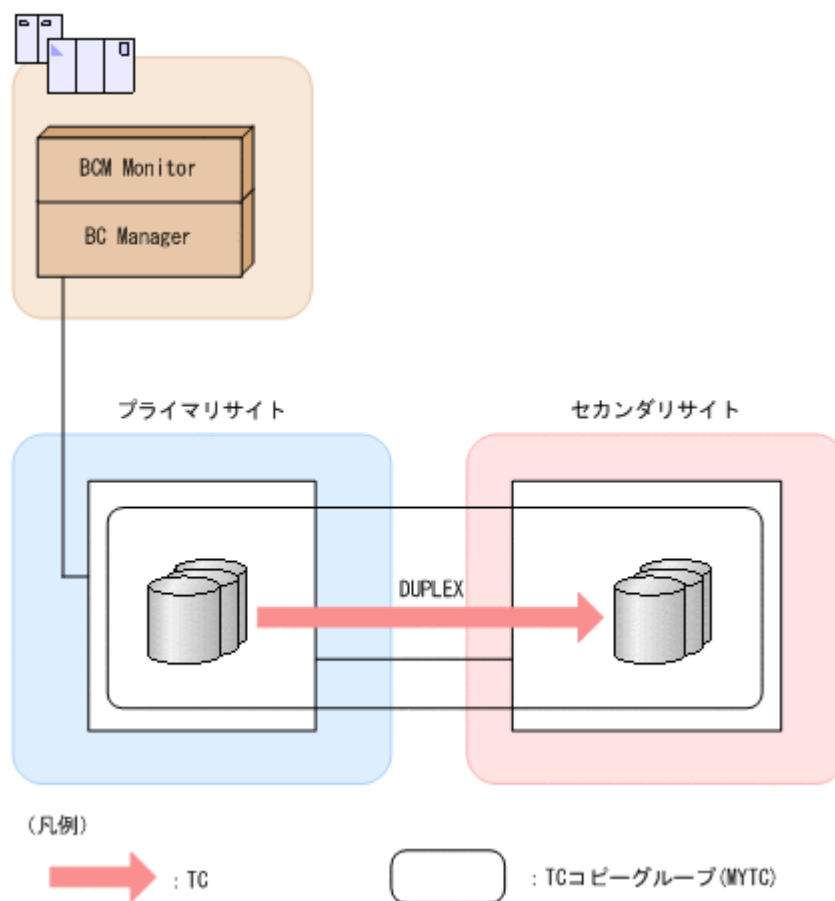 BCM Monitor
BC Manager
プライマリサイト
セカンダリサイト
DUPLEX
(凡例)
: TC
: TCコピーグループ(MYTC)